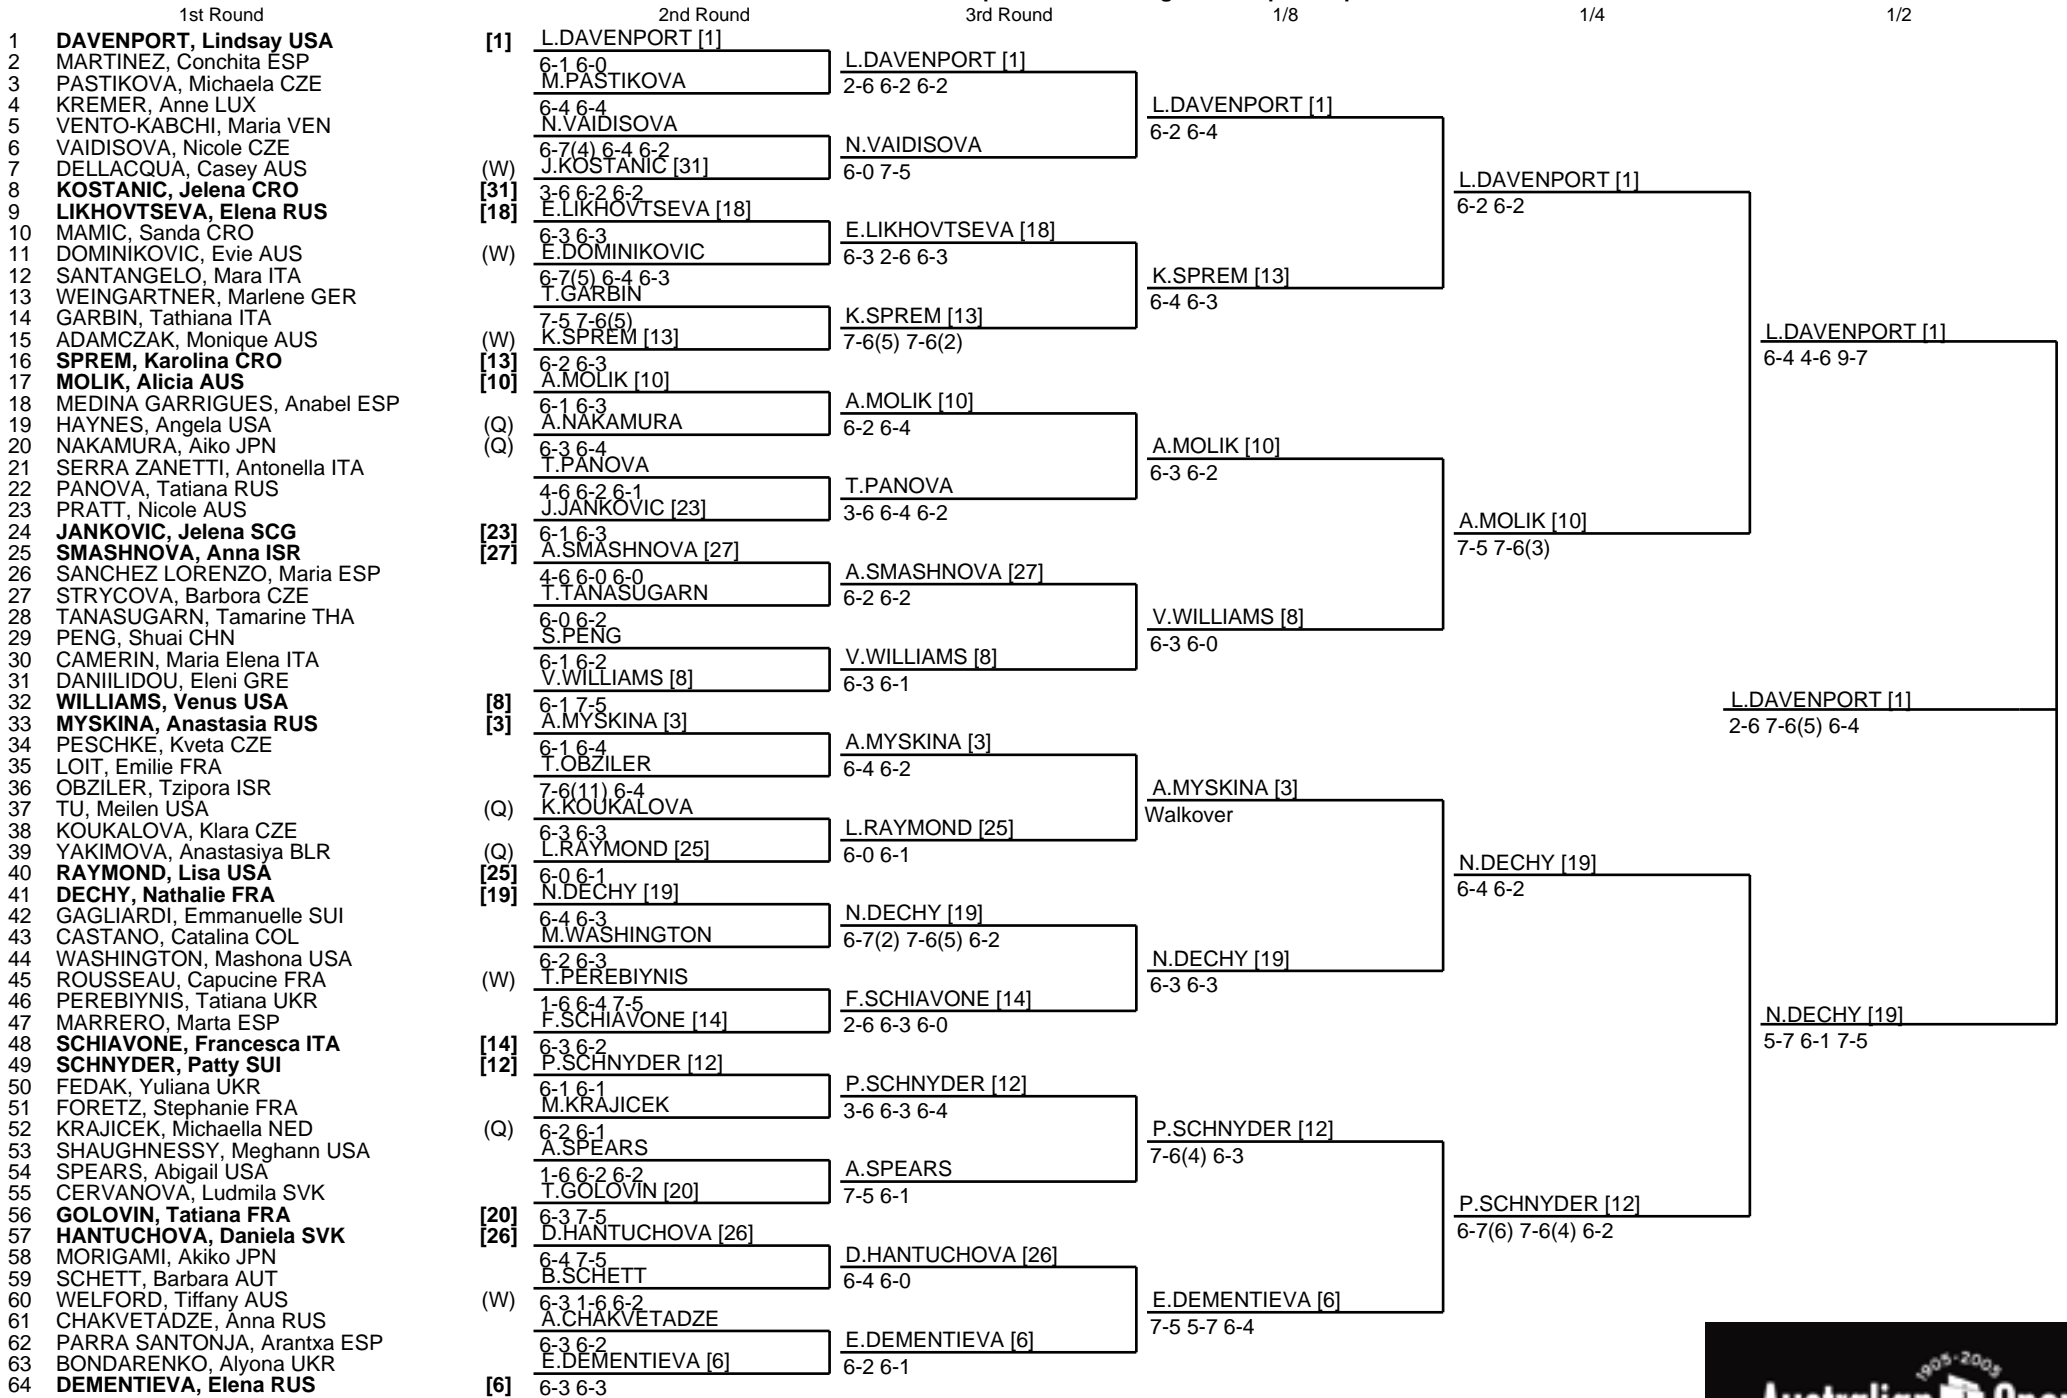 1st Round 2nd Round 3rd Round 1/8 1/4 1/2
1 DAVENPORT, Lindsay USA [1]
2 MARTINEZ, Conchita ESP
3 PASTIKOVA, Michaela CZE
4 KREMER, Anne LUX
5 VENTO-KABCHI, Maria VEN
6 VAIDISOVA, Nicole CZE
7 DELLACQUA, Casey AUS (W)
8 KOSTANIC, Jelena CRO [31]
9 LIKHOVTSEVA, Elena RUS [18]
10 MAMIC, Sanda CRO
11 DOMINIKOVIC, Evie AUS (W)
12 SANTANGELO, Mara ITA
13 WEINGARTNER, Marlene GER
14 GARBIN, Tathiana ITA
15 ADAMCZAK, Monique AUS (W)
16 SPREM, Karolina CRO [13]
17 MOLIK, Alicia AUS [10]
18 MEDINA GARRIGUES, Anabel ESP
19 HAYNES, Angela USA (Q)
20 NAKAMURA, Aiko JPN (Q)
21 SERRA ZANETTI, Antonella ITA
22 PANOVA, Tatiana RUS
23 PRATT, Nicole AUS
24 JANKOVIC, Jelena SCG [23]
25 SMASHNOVA, Anna ISR [27]
26 SANCHEZ LORENZO, Maria ESP
27 STRYCOVA, Barbora CZE
28 TANASUGARN, Tamarine THA
29 PENG, Shuai CHN
30 CAMERIN, Maria Elena ITA
31 DANIILIDOU, Eleni GRE
32 WILLIAMS, Venus USA [8]
33 MYSKINA, Anastasia RUS [3]
34 PESCHKE, Kveta CZE
35 LOIT, Emilie FRA
36 OBZILER, Tzipora ISR
37 TU, Meilen USA (Q)
38 KOUKALOVA, Klara CZE
39 YAKIMOVA, Anastasiya BLR (Q)
40 RAYMOND, Lisa USA [25]
41 DECHY, Nathalie FRA [19]
42 GAGLIARDI, Emmanuelle SUI
43 CASTANO, Catalina COL
44 WASHINGTON, Mashona USA
45 ROUSSEAU, Capucine FRA (W)
46 PEREBIYNIS, Tatiana UKR
47 MARRERO, Marta ESP
48 SCHIAVONE, Francesca ITA [14]
49 SCHNYDER, Patty SUI [12]
50 FEDAK, Yuliana UKR
51 FORETZ, Stephanie FRA
52 KRAJICEK, Michaella NED (Q)
53 SHAUGHNESSY, Meghann USA
54 SPEARS, Abigail USA
55 CERVANOVA, Ludmila SVK
56 GOLOVIN, Tatiana FRA [20]
57 HANTUCHOVA, Daniela SVK [26]
58 MORIGAMI, Akiko JPN
59 SCHETT, Barbara AUT
60 WELFORD, Tiffany AUS (W)
61 CHAKVETADZE, Anna RUS
62 PARRA SANTONJA, Arantxa ESP
63 BONDARENKO, Alyona UKR
64 DEMENTIEVA, Elena RUS [6]
L.DAVENPORT [1]
6-1 6-0
M.PASTIKOVA
6-4 6-4
N.VAIDISOVA
6-7(4) 6-4 6-2
J.KOSTANIC [31]
3-6 6-2 6-2
E.LIKHOVTSEVA [18]
6-3 6-3
E.DOMINIKOVIC
6-7(5) 6-4 6-3
T.GARBIN
7-5 7-6(5)
K.SPREM [13]
6-2 6-3
A.MOLIK [10]
6-1 6-3
A.NAKAMURA
6-3 6-4
T.PANOVA
4-6 6-2 6-1
J.JANKOVIC [23]
6-1 6-3
A.SMASHNOVA [27]
4-6 6-0 6-0
T.TANASUGARN
6-0 6-2
S.PENG
6-1 6-2
V.WILLIAMS [8]
6-1 7-5
A.MYSKINA [3]
6-1 6-4
T.OBZILER
7-6(11) 6-4
K.KOUKALOVA
6-3 6-3
L.RAYMOND [25]
6-0 6-1
N.DECHY [19]
6-4 6-3
M.WASHINGTON
6-2 6-3
T.PEREBIYNIS
1-6 6-4 7-5
F.SCHIAVONE [14]
6-3 6-2
P.SCHNYDER [12]
6-1 6-1
M.KRAJICEK
6-2 6-1
A.SPEARS
1-6 6-2 6-2
T.GOLOVIN [20]
6-3 7-5
D.HANTUCHOVA [26]
6-4 7-5
B.SCHETT
6-3 1-6 6-2
A.CHAKVETADZE
6-3 6-2
E.DEMENTIEVA [6]
6-3 6-3
L.DAVENPORT [1]
2-6 6-2 6-2
N.VAIDISOVA
6-0 7-5
E.LIKHOVTSEVA [18]
6-3 2-6 6-3
K.SPREM [13]
7-6(5) 7-6(2)
A.MOLIK [10]
6-2 6-4
T.PANOVA
3-6 6-4 6-2
A.SMASHNOVA [27]
6-2 6-2
V.WILLIAMS [8]
6-3 6-1
A.MYSKINA [3]
6-4 6-2
L.RAYMOND [25]
6-0 6-1
N.DECHY [19]
6-7(2) 7-6(5) 6-2
F.SCHIAVONE [14]
2-6 6-3 6-0
P.SCHNYDER [12]
3-6 6-3 6-4
A.SPEARS
7-5 6-1
D.HANTUCHOVA [26]
6-4 6-0
E.DEMENTIEVA [6]
6-2 6-1
L.DAVENPORT [1]
6-2 6-4
K.SPREM [13]
6-4 6-3
A.MOLIK [10]
6-3 6-2
V.WILLIAMS [8]
6-3 6-0
A.MYSKINA [3]
Walkover
N.DECHY [19]
6-3 6-3
P.SCHNYDER [12]
7-6(4) 6-3
E.DEMENTIEVA [6]
7-5 5-7 6-4
L.DAVENPORT [1]
6-2 6-2
A.MOLIK [10]
7-5 7-6(3)
N.DECHY [19]
6-4 6-2
P.SCHNYDER [12]
6-7(6) 7-6(4) 6-2
L.DAVENPORT [1]
6-4 4-6 9-7
N.DECHY [19]
5-7 6-1 7-5
L.DAVENPORT [1]
2-6 7-6(5) 6-4
1905-2005